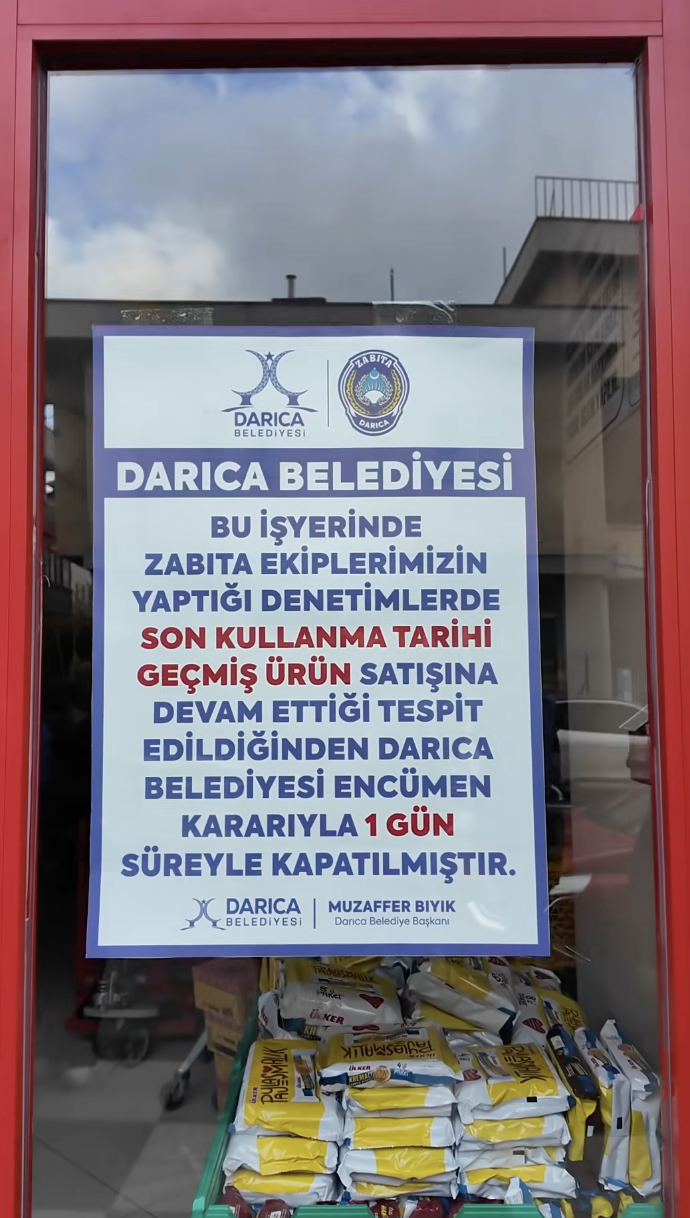 DARICA
BELEDİYESİ
ZABITA
DARICA
DARICA BELEDİYESİ
BU İŞYERİNDE
ZABITA EKİPLERİMİZİN
YAPTIĞI DENETİMLERDE
SON KULLANMA TARİHİ
GEÇMİŞ ÜRÜN SATIŞINA
DEVAM ETTİĞİ TESPİT
EDİLDİĞİNDEN DARICA
BELEDİYESİ ENCÜMEN
KARARIYLA 1 GÜN
SÜREYLE KAPATILMIŞTIR.
DARICA
BELEDİYESİ
MUZAFFER BIYIK
Darıca Belediye Başkanı
ÜLKER
PAYLAŞMALIK
ÜLKER